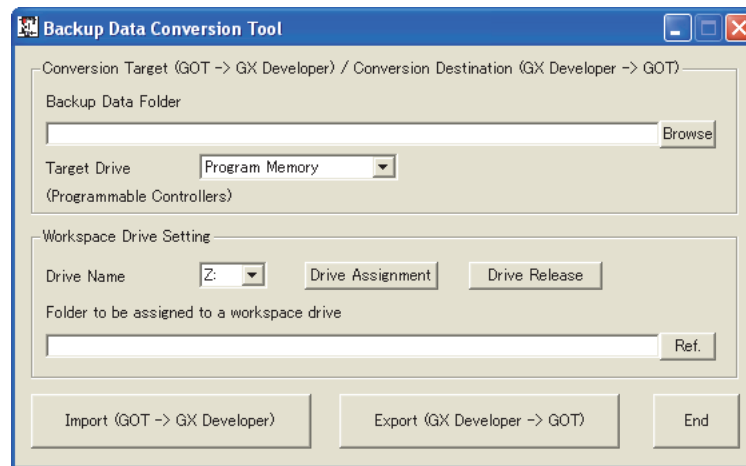 Backup Data Conversion Tool
Conversion Target (GOT -> GX Developer) / Conversion Destination (GX Developer -> GOT)
Backup Data Folder
Browse
Target Drive Program Memory
(Programmable Controllers)
Workspace Drive Setting
Drive Name Z: Drive Assignment Drive Release
Folder to be assigned to a workspace drive
Ref.
Import (GOT -> GX Developer) Export (GX Developer -> GOT) End